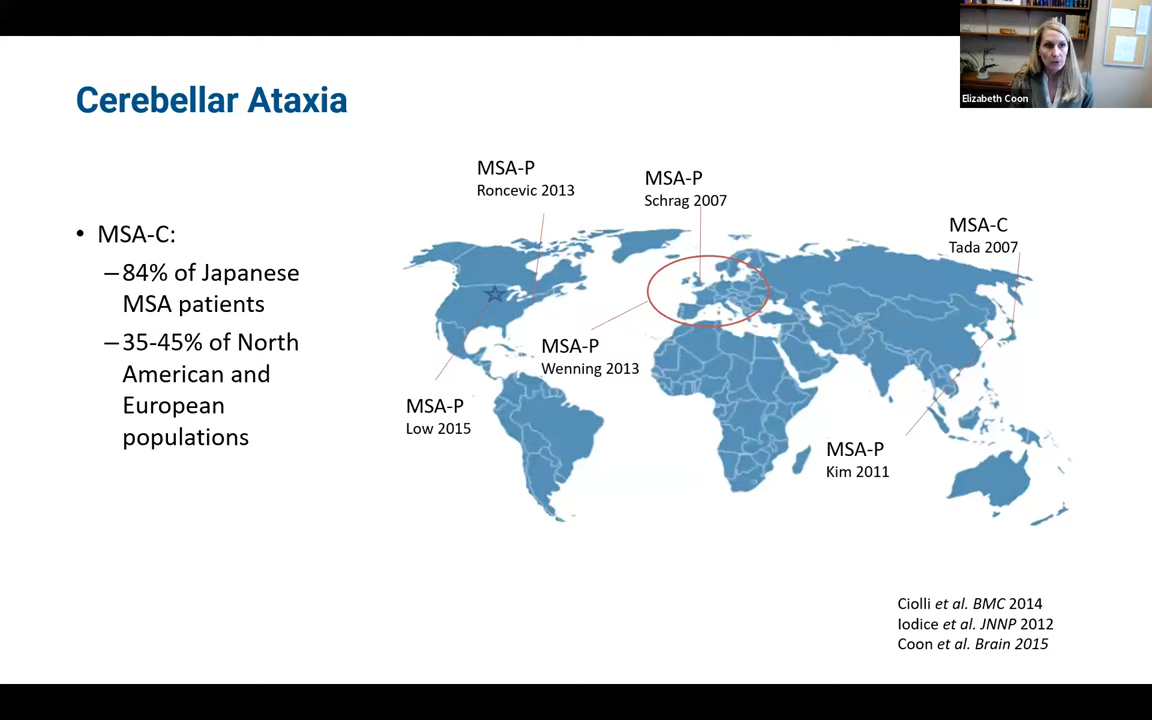 Elizabeth Coon
Cerebellar Ataxia
• MSA-C:
–84% of Japanese
MSA patients
–35-45% of North
American and
European
populations
MSA-P
Roncevic 2013
MSA-P
Schrag 2007
MSA-C
Tada 2007
MSA-P
Wenning 2013
MSA-P
Low 2015
MSA-P
Kim 2011
Ciolli et al. BMC 2014
Iodice et al. JNNP 2012
Coon et al. Brain 2015